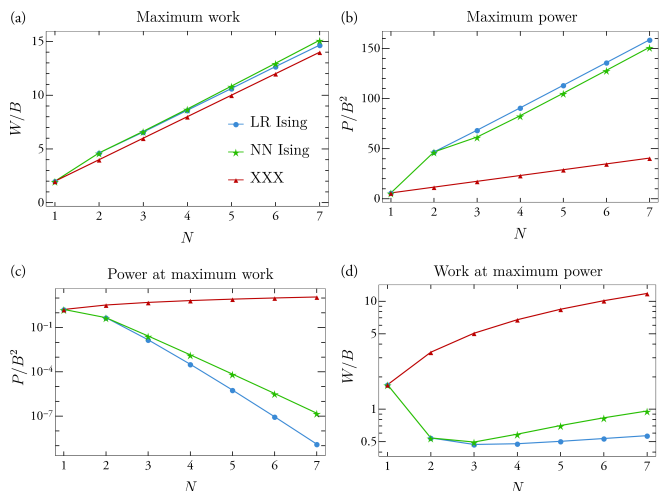 (a) Maximum work
W/B
15
10
5
0
1 2 3 4 5 6 7
N
LR Ising
NN Ising
XXX
(b) Maximum power
P/B²
150
100
50
0
1 2 3 4 5 6 7
N
(c) Power at maximum work
P/B²
10⁻¹
10⁻⁴
10⁻⁷
1 2 3 4 5 6 7
N
(d) Work at maximum power
W/B
10
5
1
0.5
1 2 3 4 5 6 7
N